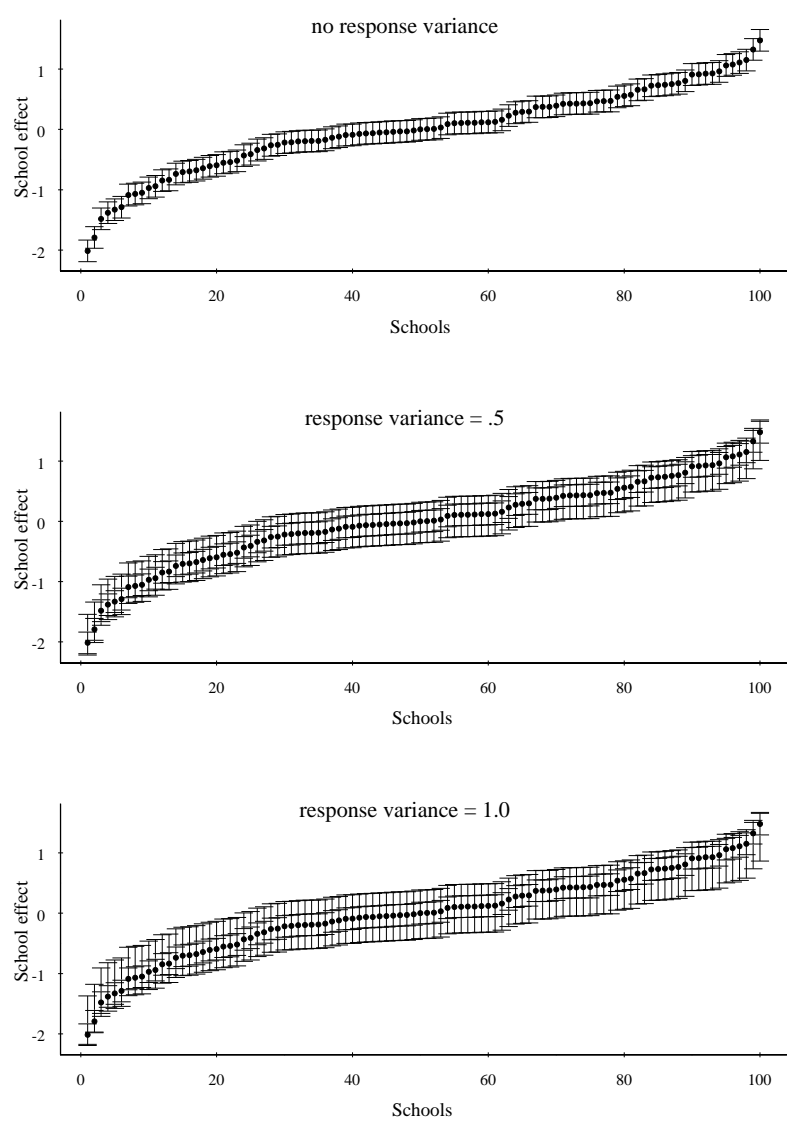 no response variance
1
0
-1
-2
School effect
0 20 40 60 80 100
Schools
response variance = .5
1
0
-1
-2
School effect
0 20 40 60 80 100
Schools
response variance = 1.0
1
0
-1
-2
School effect
0 20 40 60 80 100
Schools